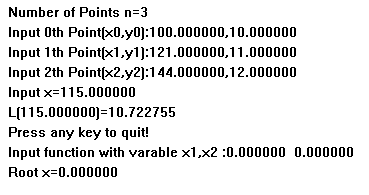 Number of Points n=3
Input 0th Point(x0,y0):100.000000,10.000000
Input 1th Point(x1,y1):121.000000,11.000000
Input 2th Point(x2,y2):144.000000,12.000000
Input x=115.000000
L(115.000000)=10.722755
Press any key to quit!
Input function with varable x1,x2 :0.000000  0.000000
Root x=0.000000